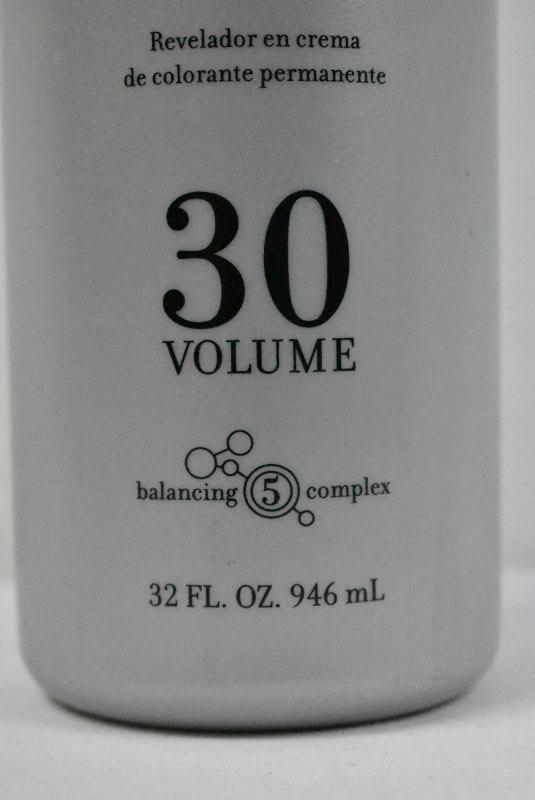 Revelador en crema
de colorante permanente
30
VOLUME
balancing 5 complex
32 FL. OZ. 946 mL